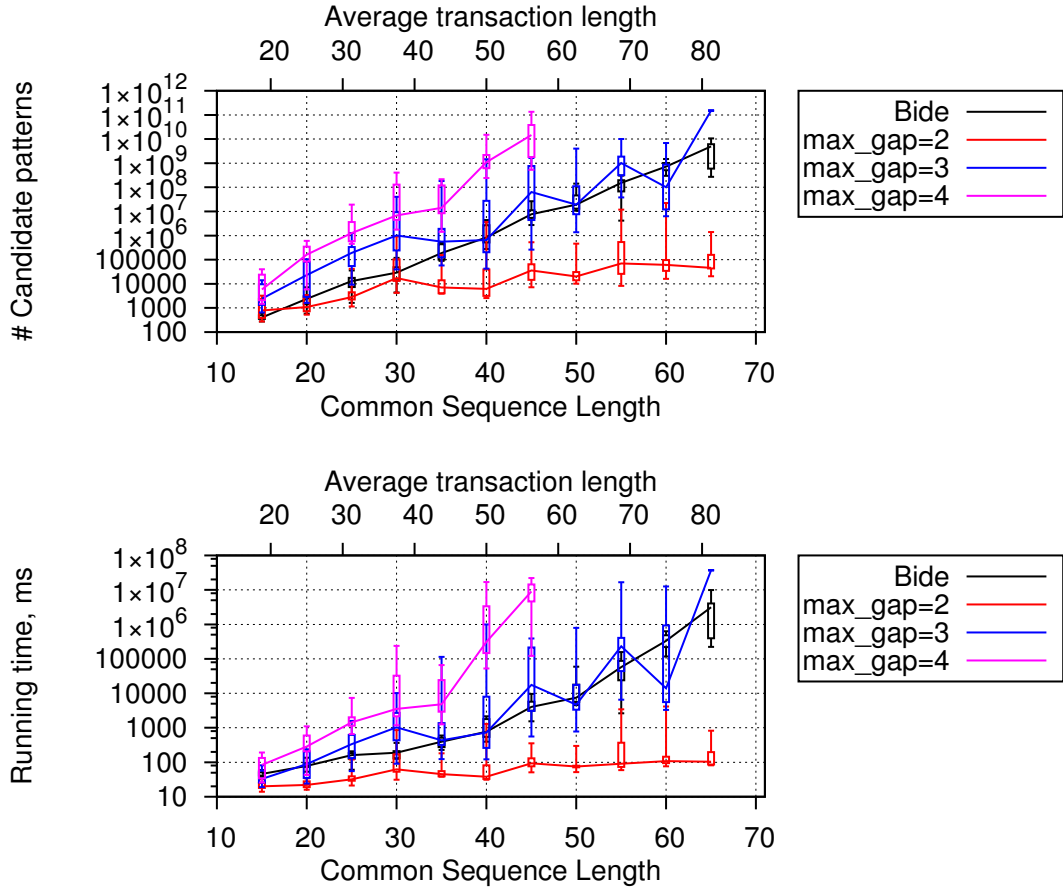 Average transaction length
20 30 40 50 60 70 80
# Candidate patterns
1×10^12
1×10^11
1×10^10
1×10^9
1×10^8
1×10^7
1×10^6
100000
10000
1000
100
10 20 30 40 50 60 70
Common Sequence Length
Bide
max_gap=2
max_gap=3
max_gap=4
Average transaction length
20 30 40 50 60 70 80
Running time, ms
1×10^8
1×10^7
1×10^6
100000
10000
1000
100
10
10 20 30 40 50 60 70
Common Sequence Length
Bide
max_gap=2
max_gap=3
max_gap=4